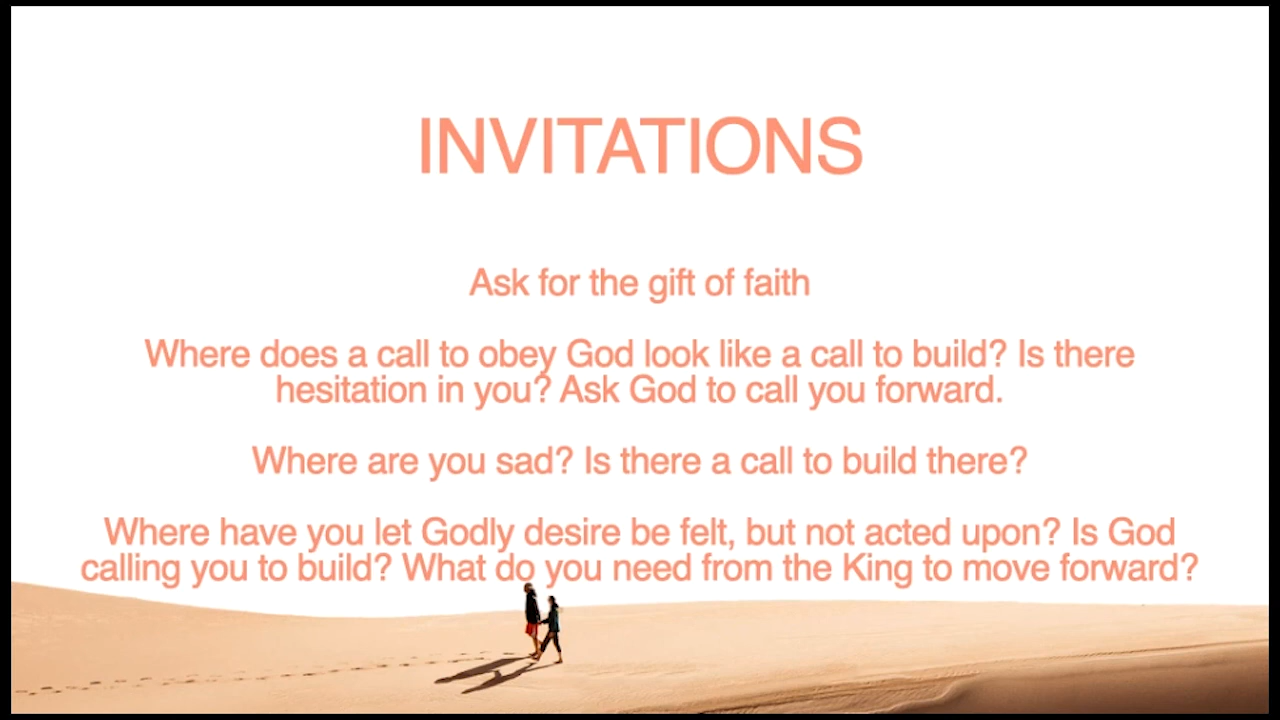 INVITATIONS
Ask for the gift of faith
Where does a call to obey God look like a call to build? Is there
hesitation in you? Ask God to call you forward.
Where are you sad? Is there a call to build there?
Where have you let Godly desire be felt, but not acted upon? Is God
calling you to build? What do you need from the King to move forward?